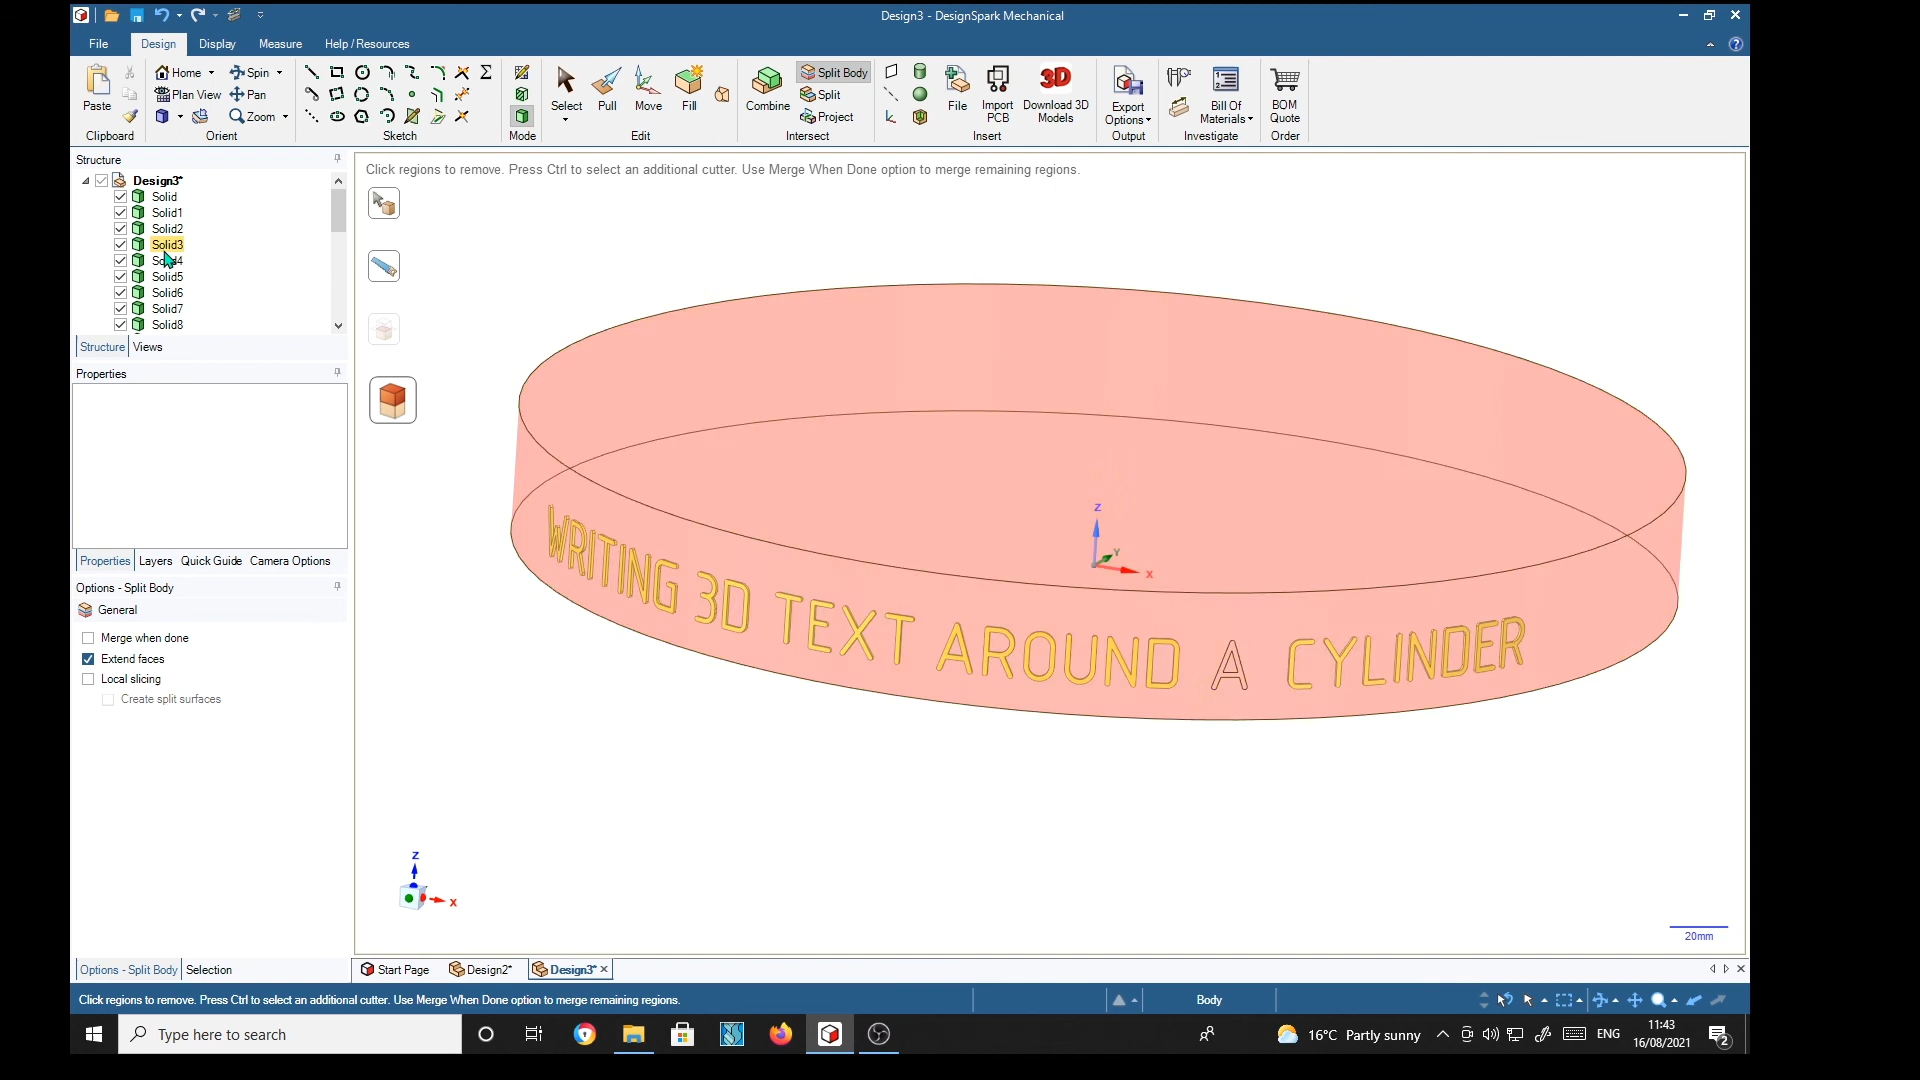 Design3 - DesignSpark Mechanical
File Design Display Measure Help / Resources
Paste
Clipboard
Home Spin
Plan View Pan
Zoom
Orient
Sketch
Mode
Select Pull Move Fill
Edit
Combine Split Body
Split
Project
Intersect
File Import PCB Download 3D Models
3D
Insert
Export Options
Output
Bill Of Materials
Investigate
BOM Quote
Order
Structure
Design3*
Solid
Solid1
Solid2
Solid3
Solid4
Solid5
Solid6
Solid7
Solid8
Structure Views
Properties
Properties Layers Quick Guide Camera Options
Options - Split Body
General
Merge when done
Extend faces
Local slicing
Create split surfaces
Options - Split Body Selection
Click regions to remove. Press Ctrl to select an additional cutter. Use Merge When Done option to merge remaining regions.
Z
Y
X
WRITING 3D TEXT AROUND A CYLINDER
Z
X
20mm
Start Page Design2* Design3*
Click regions to remove. Press Ctrl to select an additional cutter. Use Merge When Done option to merge remaining regions.
Body
Type here to search
16°C Partly sunny
ENG
11:43
16/08/2021
2